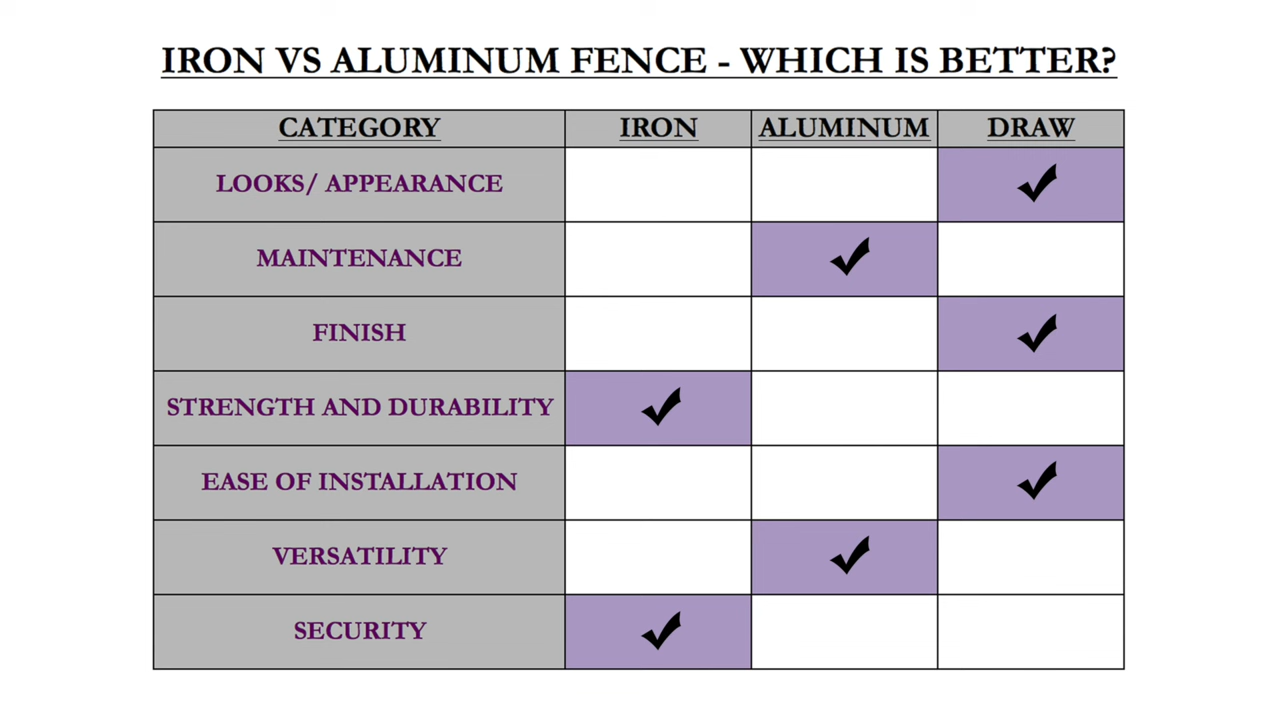 IRON VS ALUMINUM FENCE - WHICH IS BETTER?
CATEGORY IRON ALUMINUM DRAW
LOOKS/ APPEARANCE ✓
MAINTENANCE ✓
FINISH ✓
STRENGTH AND DURABILITY ✓
EASE OF INSTALLATION ✓
VERSATILITY ✓
SECURITY ✓